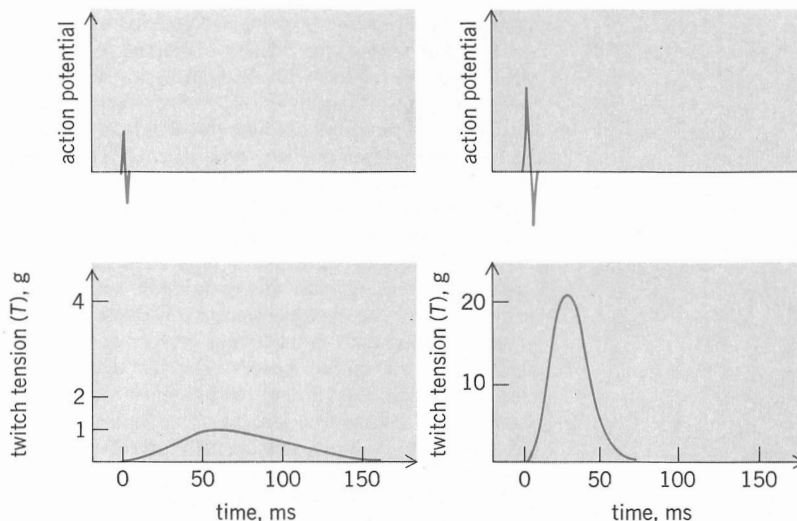 action potential
action potential
twitch tension (T), g
4
2
1
0 50 100 150
time, ms
twitch tension (T), g
20
10
0 50 100 150
time, ms